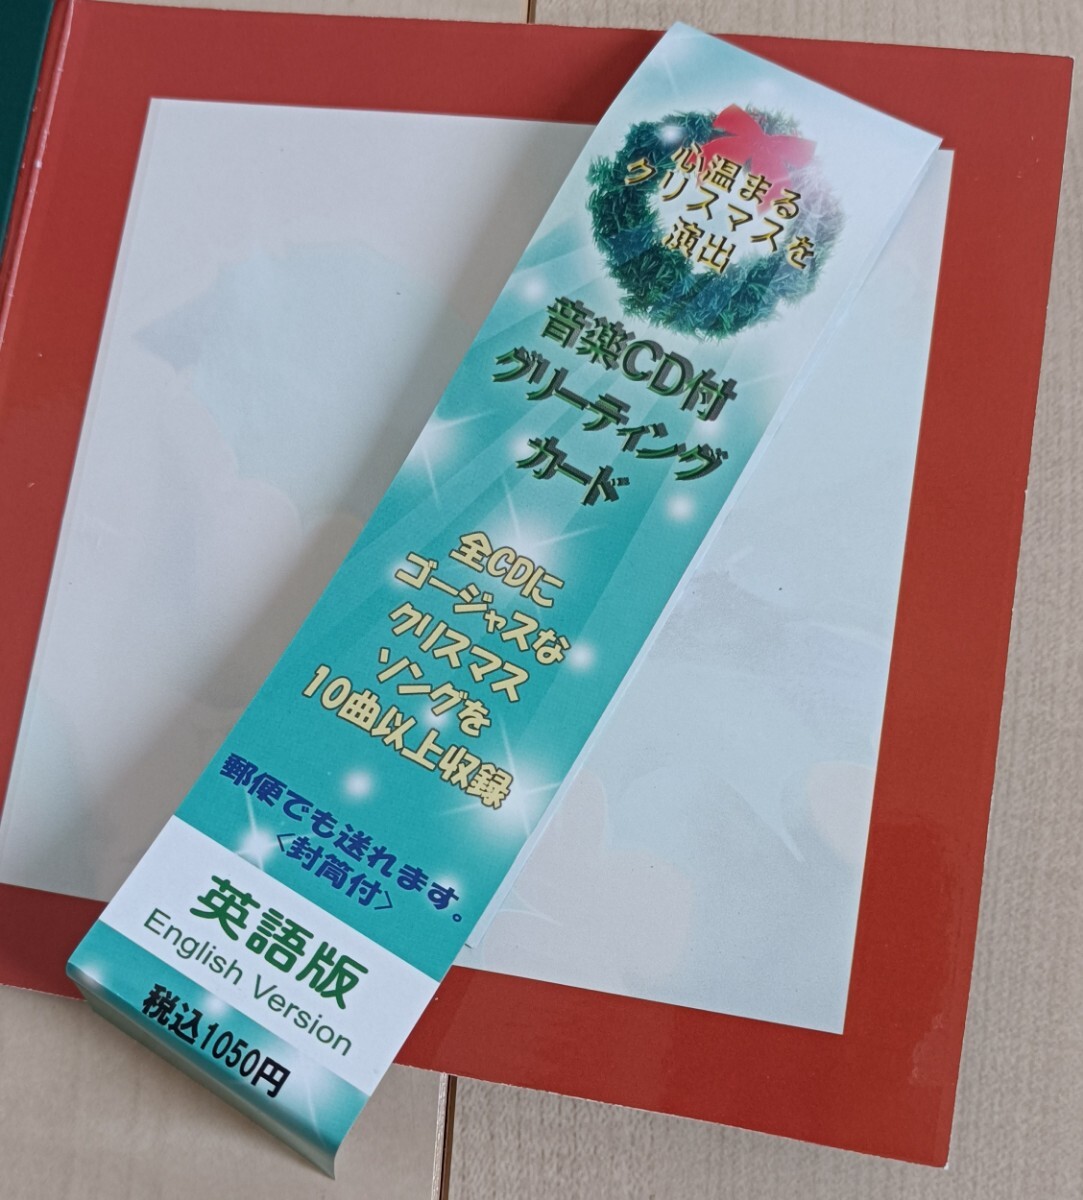 心温まる
クリスマスを
演出
音楽CD付
グリーティング
カード
全CDに
ゴージャスな
クリスマス
ソングを
10曲以上収録
郵便でも送れます。
<封筒付>
英語版
English Version
税込1050円